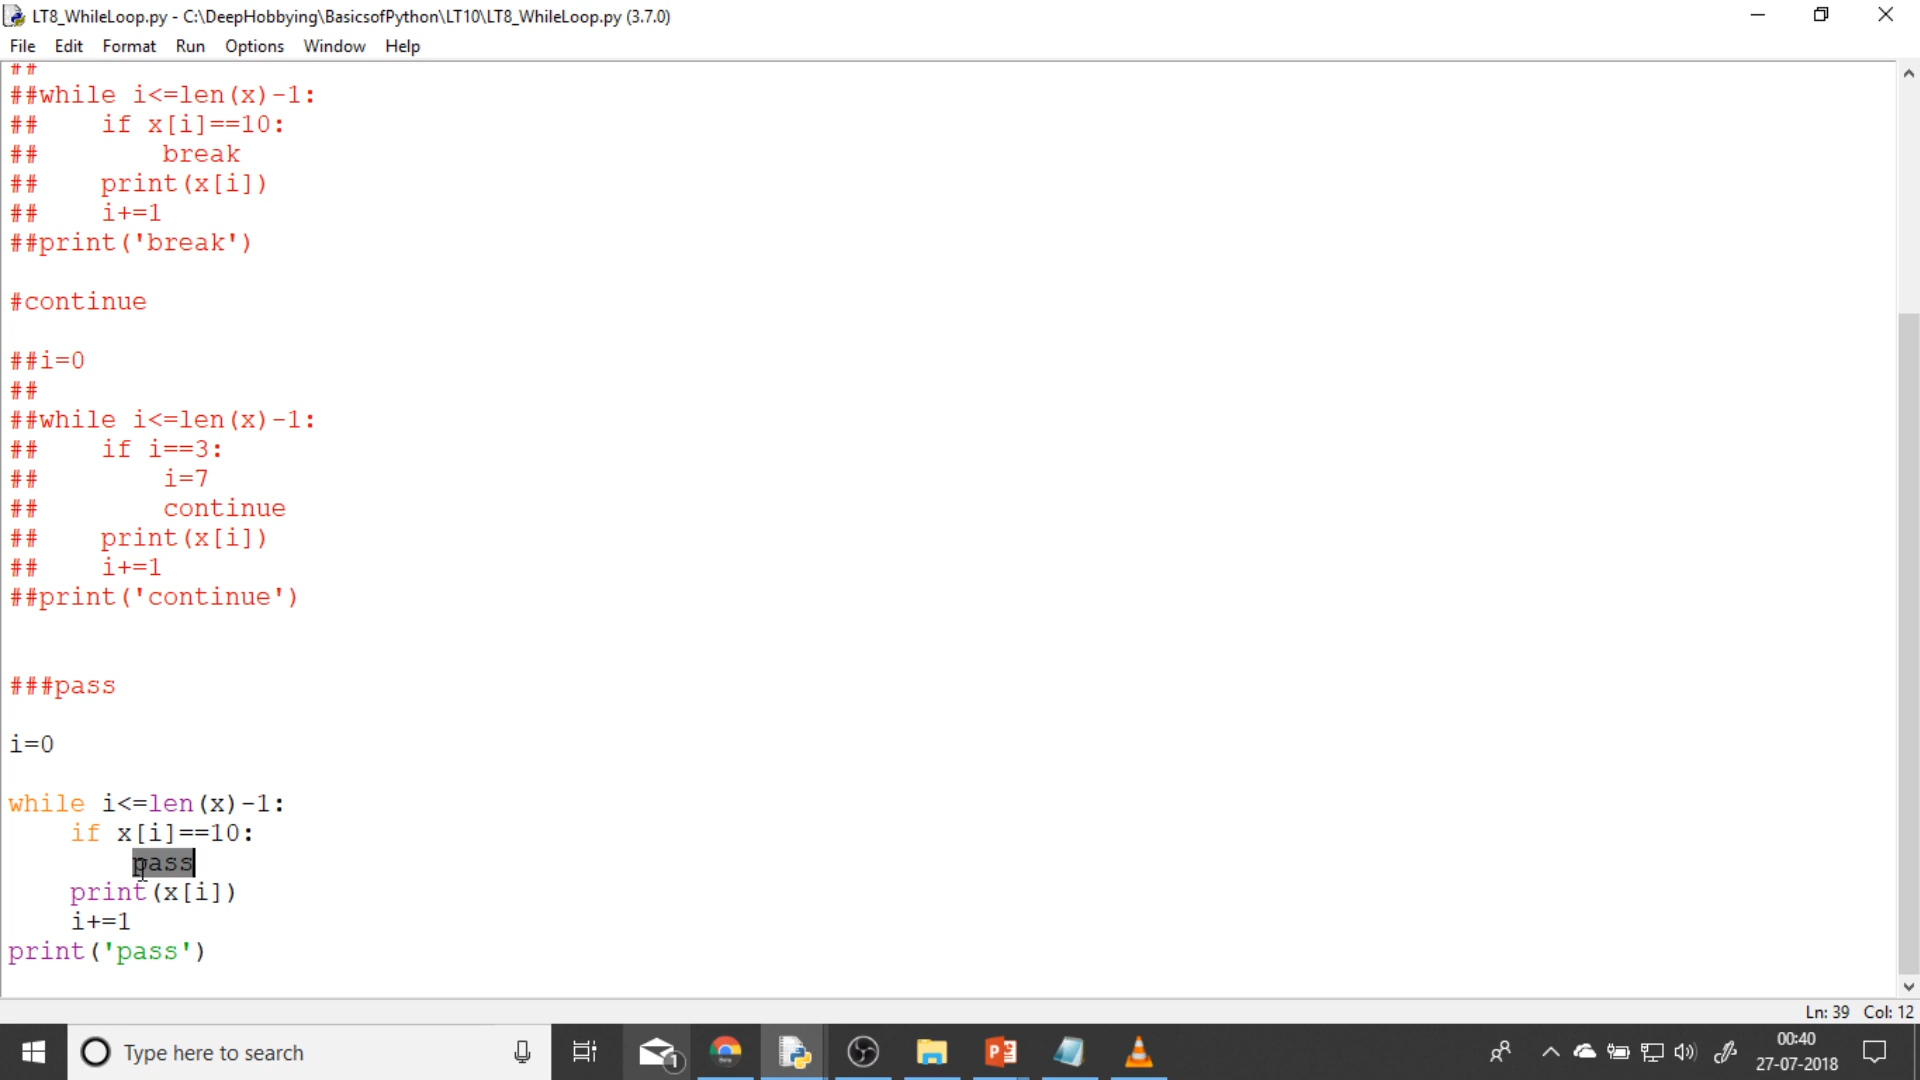 LT8_WhileLoop.py - C:\DeepHobbying\BasicsofPython\LT10\LT8_WhileLoop.py (3.7.0)
File Edit Format Run Options Window Help
##
##while i<=len(x)-1:
##    if x[i]==10:
##        break
##    print(x[i])
##    i+=1
##print('break')
#continue
##i=0
##
##while i<=len(x)-1:
##    if i==3:
##        i=7
##        continue
##    print(x[i])
##    i+=1
##print('continue')
###pass
i=0
while i<=len(x)-1:
    if x[i]==10:
        pass
    print(x[i])
    i+=1
print('pass')
Ln: 39 Col: 12
Type here to search
1
00:40
27-07-2018